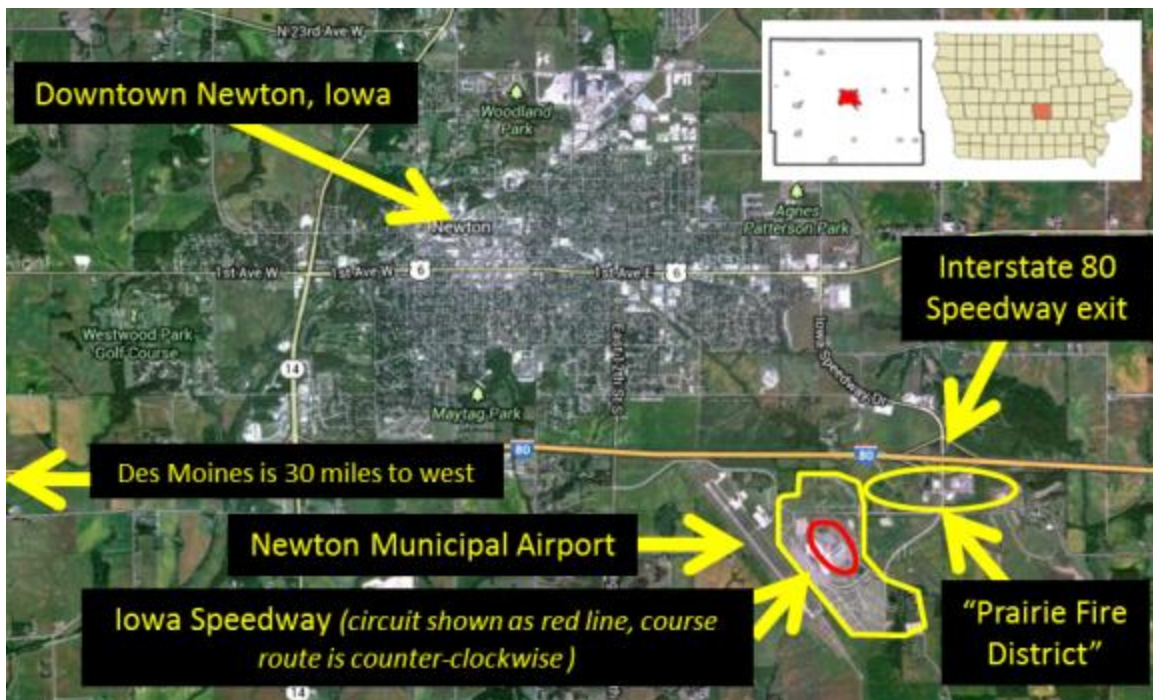 N 23rd Ave W
Downtown Newton, Iowa
Woodland
Park
Agnes
Patterson Park
Newton
1st Ave W
1st Ave W
6
1st Ave E
6
Interstate 80
Speedway exit
Westwood Park
Golf Course
14
East 12th St S
Iowa Speedway Dr
Maytag Park
80
80
Des Moines is 30 miles to west
Newton Municipal Airport
Iowa Speedway (circuit shown as red line, course
route is counter-clockwise )
"Prairie Fire
District"
14